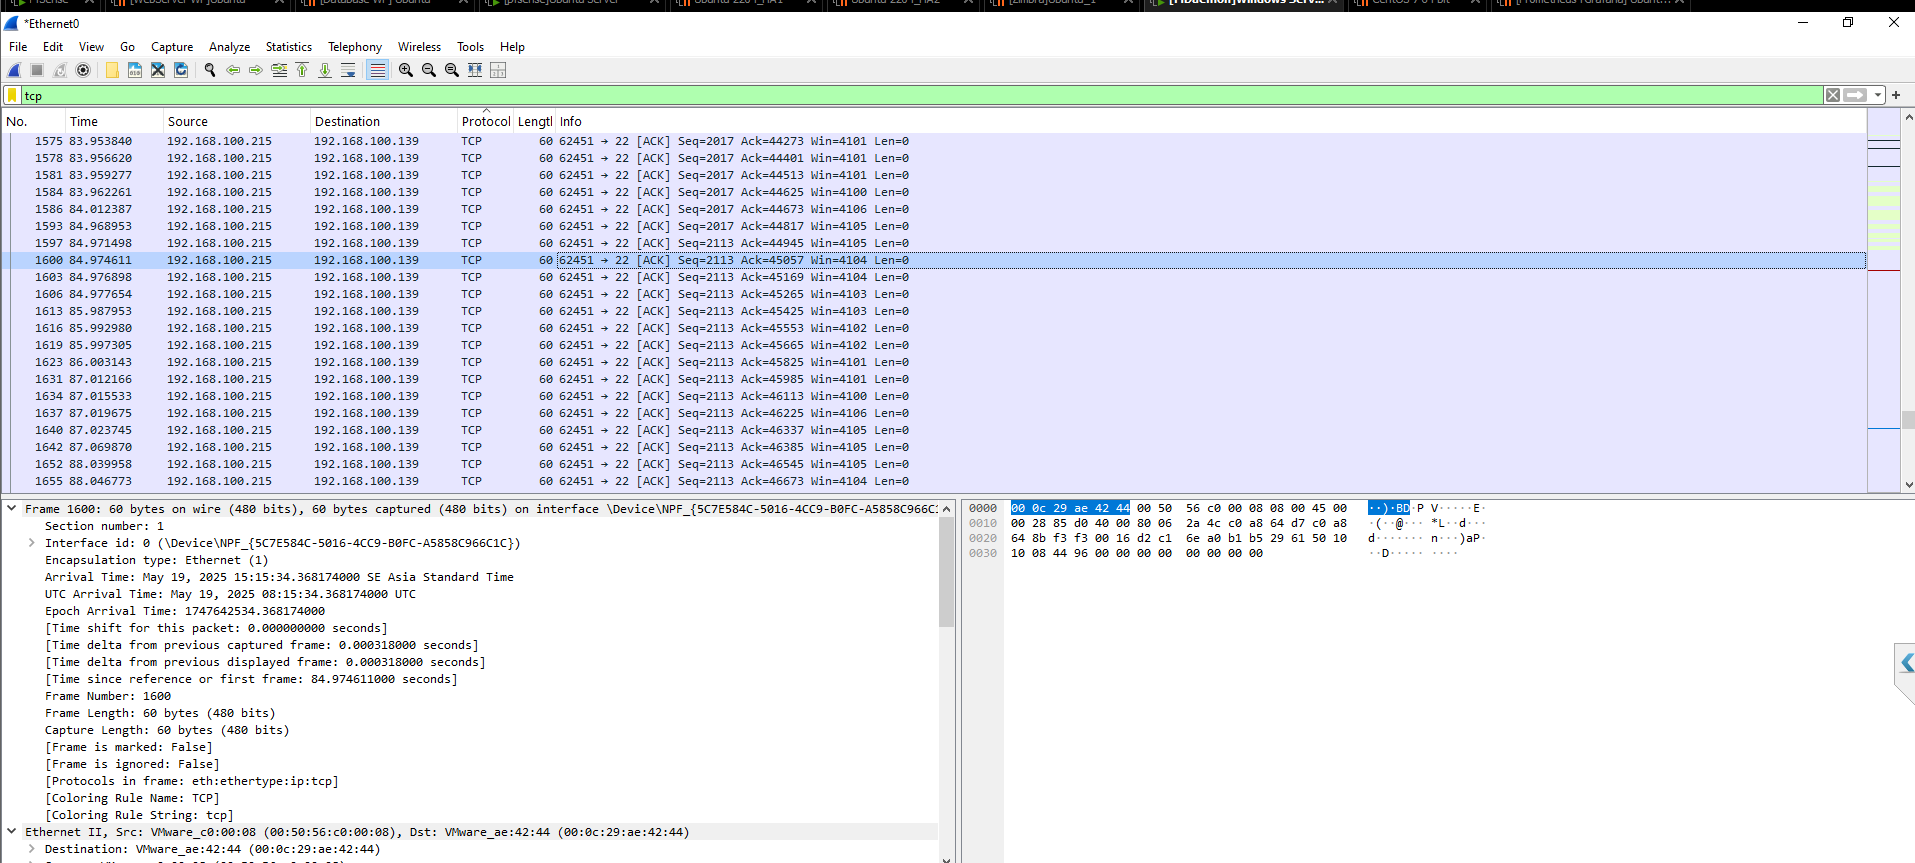 *Ethernet0
File Edit View Go Capture Analyze Statistics Telephony Wireless Tools Help
tcp
No. Time Source Destination Protocol Lengtl Info
1575 83.953840 192.168.100.215 192.168.100.139 TCP 60 62451 → 22 [ACK] Seq=2017 Ack=44273 Win=4101 Len=0
1578 83.956620 192.168.100.215 192.168.100.139 TCP 60 62451 → 22 [ACK] Seq=2017 Ack=44401 Win=4101 Len=0
1581 83.959277 192.168.100.215 192.168.100.139 TCP 60 62451 → 22 [ACK] Seq=2017 Ack=44513 Win=4101 Len=0
1584 83.962261 192.168.100.215 192.168.100.139 TCP 60 62451 → 22 [ACK] Seq=2017 Ack=44625 Win=4100 Len=0
1586 84.012387 192.168.100.215 192.168.100.139 TCP 60 62451 → 22 [ACK] Seq=2017 Ack=44673 Win=4106 Len=0
1593 84.968953 192.168.100.215 192.168.100.139 TCP 60 62451 → 22 [ACK] Seq=2017 Ack=44817 Win=4105 Len=0
1597 84.971498 192.168.100.215 192.168.100.139 TCP 60 62451 → 22 [ACK] Seq=2113 Ack=44945 Win=4105 Len=0
1600 84.974611 192.168.100.215 192.168.100.139 TCP 60 62451 → 22 [ACK] Seq=2113 Ack=45057 Win=4104 Len=0
1603 84.976898 192.168.100.215 192.168.100.139 TCP 60 62451 → 22 [ACK] Seq=2113 Ack=45169 Win=4104 Len=0
1606 84.977654 192.168.100.215 192.168.100.139 TCP 60 62451 → 22 [ACK] Seq=2113 Ack=45265 Win=4103 Len=0
1613 85.987953 192.168.100.215 192.168.100.139 TCP 60 62451 → 22 [ACK] Seq=2113 Ack=45425 Win=4103 Len=0
1616 85.992980 192.168.100.215 192.168.100.139 TCP 60 62451 → 22 [ACK] Seq=2113 Ack=45553 Win=4102 Len=0
1619 85.997305 192.168.100.215 192.168.100.139 TCP 60 62451 → 22 [ACK] Seq=2113 Ack=45665 Win=4102 Len=0
1623 86.003143 192.168.100.215 192.168.100.139 TCP 60 62451 → 22 [ACK] Seq=2113 Ack=45825 Win=4101 Len=0
1631 87.012166 192.168.100.215 192.168.100.139 TCP 60 62451 → 22 [ACK] Seq=2113 Ack=45985 Win=4101 Len=0
1634 87.015533 192.168.100.215 192.168.100.139 TCP 60 62451 → 22 [ACK] Seq=2113 Ack=46113 Win=4100 Len=0
1637 87.019675 192.168.100.215 192.168.100.139 TCP 60 62451 → 22 [ACK] Seq=2113 Ack=46225 Win=4106 Len=0
1640 87.023745 192.168.100.215 192.168.100.139 TCP 60 62451 → 22 [ACK] Seq=2113 Ack=46337 Win=4105 Len=0
1642 87.069870 192.168.100.215 192.168.100.139 TCP 60 62451 → 22 [ACK] Seq=2113 Ack=46385 Win=4105 Len=0
1652 88.039958 192.168.100.215 192.168.100.139 TCP 60 62451 → 22 [ACK] Seq=2113 Ack=46545 Win=4105 Len=0
1655 88.046773 192.168.100.215 192.168.100.139 TCP 60 62451 → 22 [ACK] Seq=2113 Ack=46673 Win=4104 Len=0
Frame 1600: 60 bytes on wire (480 bits), 60 bytes captured (480 bits) on interface \Device\NPF_{5C7E584C-5016-4CC9-B0FC-A5858C966C1
Section number: 1
Interface id: 0 (\Device\NPF_{5C7E584C-5016-4CC9-B0FC-A5858C966C1C})
Encapsulation type: Ethernet (1)
Arrival Time: May 19, 2025 15:15:34.368174000 SE Asia Standard Time
UTC Arrival Time: May 19, 2025 08:15:34.368174000 UTC
Epoch Arrival Time: 1747642534.368174000
[Time shift for this packet: 0.000000000 seconds]
[Time delta from previous captured frame: 0.000318000 seconds]
[Time delta from previous displayed frame: 0.000318000 seconds]
[Time since reference or first frame: 84.974611000 seconds]
Frame Number: 1600
Frame Length: 60 bytes (480 bits)
Capture Length: 60 bytes (480 bits)
[Frame is marked: False]
[Frame is ignored: False]
[Protocols in frame: eth:ethertype:ip:tcp]
[Coloring Rule Name: TCP]
[Coloring Rule String: tcp]
Ethernet II, Src: VMware_c0:00:08 (00:50:56:c0:00:08), Dst: VMware_ae:42:44 (00:0c:29:ae:42:44)
Destination: VMware_ae:42:44 (00:0c:29:ae:42:44)
0000 00 0c 29 ae 42 44 00 50 56 c0 00 08 08 00 45 00 ··)·BD·P V·····E·
0010 00 28 85 d0 40 00 80 06 2a 4c c0 a8 64 d7 c0 a8 ·(··@··· *L··d···
0020 64 8b f3 f3 00 16 d2 c1 6e a0 b1 b5 29 61 50 10 d······· n···)aP·
0030 10 08 44 96 00 00 00 00 00 00 00 00 ··D····· ····